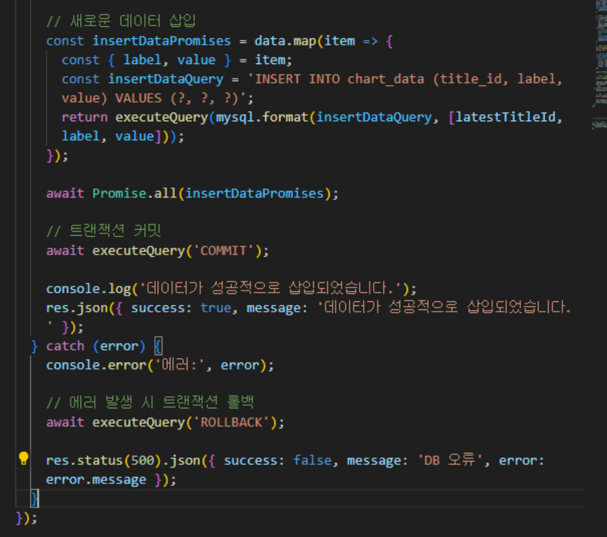 // 새로운 데이터 삽입
const insertDataPromises = data.map(item => {
const { label, value } = item;
const insertDataQuery = 'INSERT INTO chart_data (title_id, label,
value) VALUES (?, ?, ?)';
return executeQuery(mysql.format(insertDataQuery, [latestTitleId,
label, value]));
});
await Promise.all(insertDataPromises);
// 트랜잭션 커밋
await executeQuery('COMMIT');
console.log('데이터가 성공적으로 삽입되었습니다.');
res.json({ success: true, message: '데이터가 성공적으로 삽입되었습니다.
' });
} catch (error) {
console.error('에러:', error);
// 에러 발생 시 트랜잭션 롤백
await executeQuery('ROLLBACK');
res.status(500).json({ success: false, message: 'DB 오류', error:
error.message });
}
});